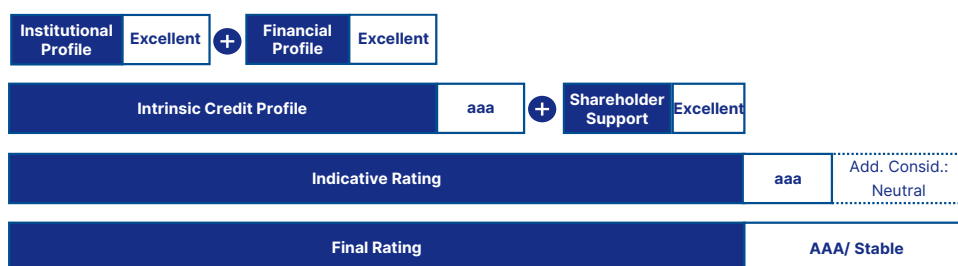 Institutional
Profile
Excellent
+
Financial
Profile
Excellent
Intrinsic Credit Profile
aaa
+
Shareholder
Support
Excellent
Indicative Rating
aaa
Add. Consid.:
Neutral
Final Rating
AAA/ Stable